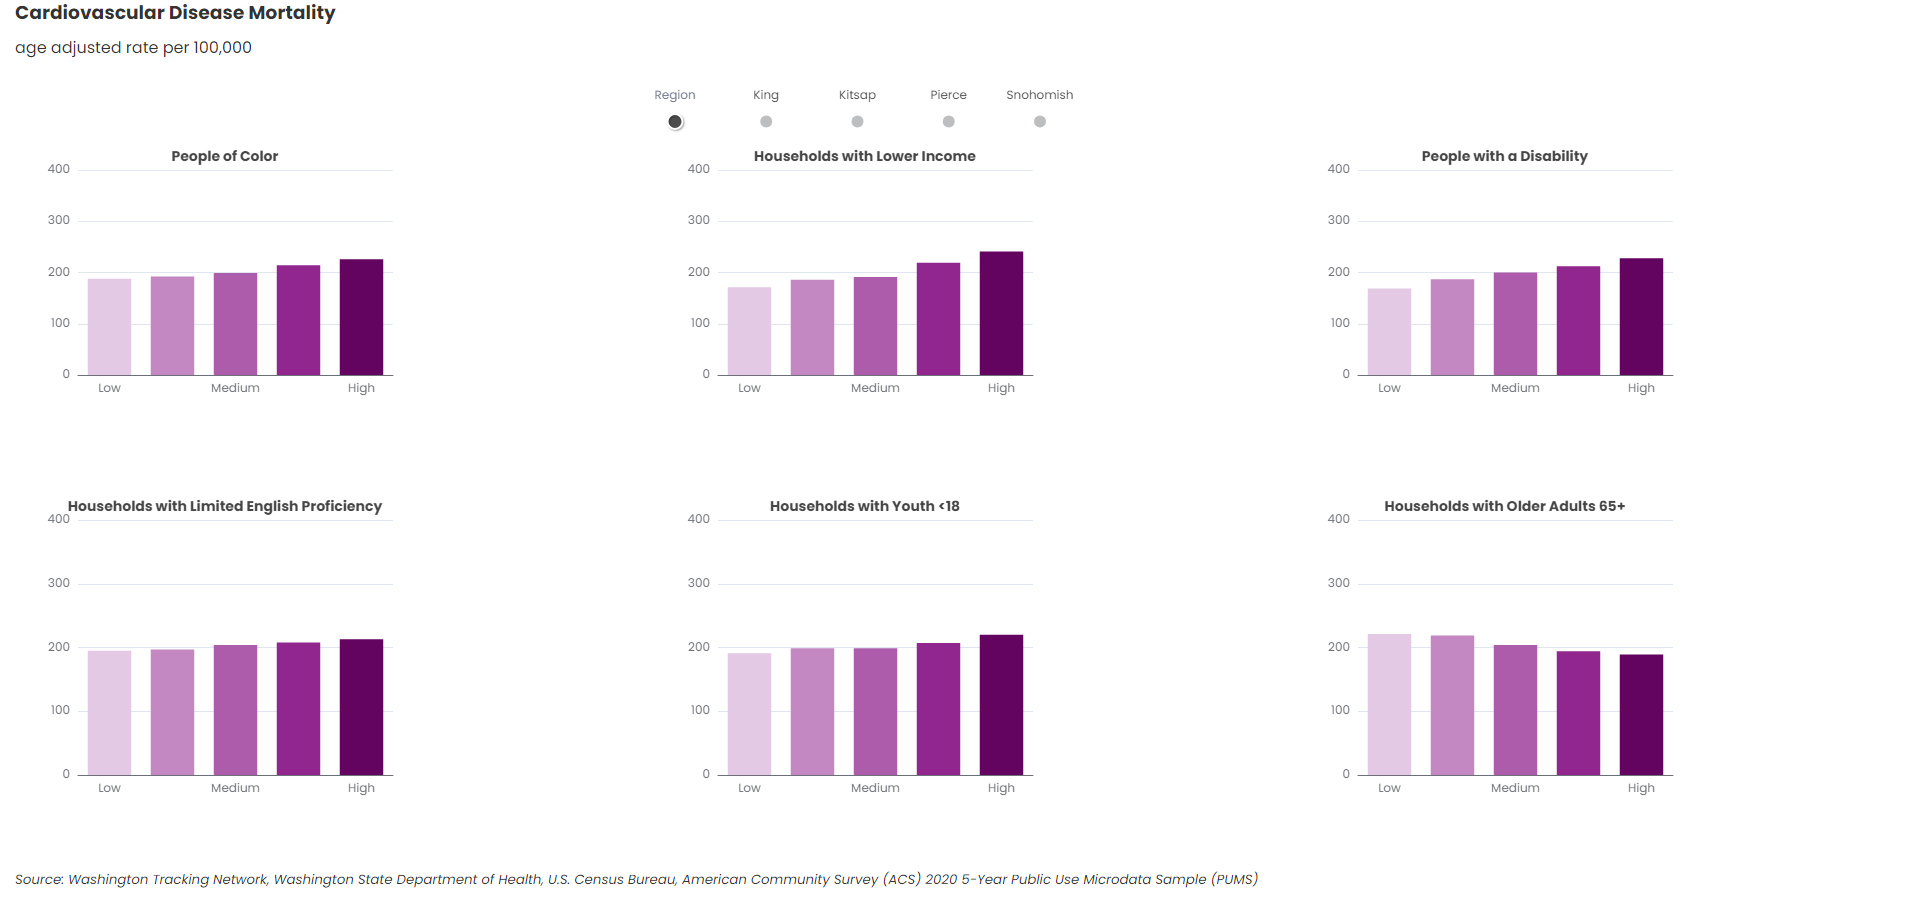 Cardiovascular Disease Mortality
age adjusted rate per 100,000
Region King Kitsap Pierce Snohomish
People of Color
400
300
200
100
0
Low Medium High
Households with Lower Income
400
300
200
100
0
Low Medium High
People with a Disability
400
300
200
100
0
Low Medium High
Households with Limited English Proficiency
400
300
200
100
0
Low Medium High
Households with Youth <18
400
300
200
100
0
Low Medium High
Households with Older Adults 65+
400
300
200
100
0
Low Medium High
Source: Washington Tracking Network, Washington State Department of Health, U.S. Census Bureau, American Community Survey (ACS) 2020 5-Year Public Use Microdata Sample (PUMS)